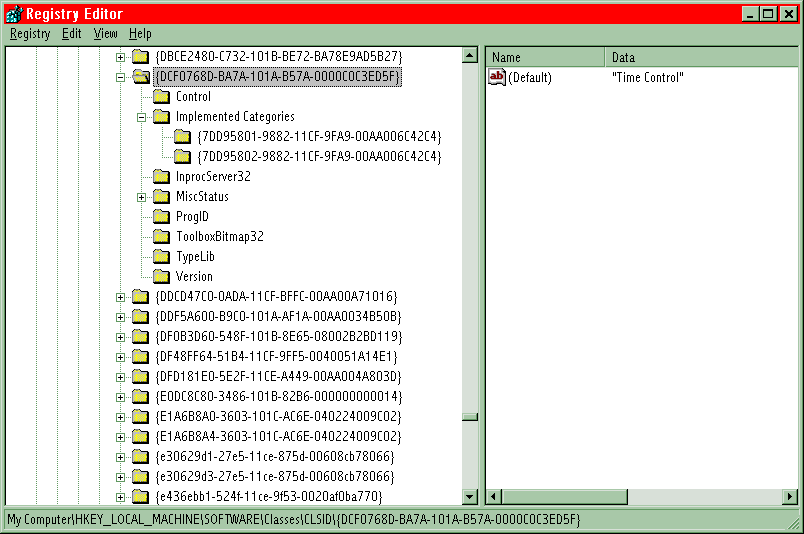 Registry Editor
Registry Edit View Help
{DBCE2480-C732-101B-BE72-BA78E9AD5B27}
{DCF0768D-BA7A-101A-B57A-0000C0C3ED5F}
Control
Implemented Categories
{7DD95801-9882-11CF-9FA9-00AA006C42C4}
{7DD95802-9882-11CF-9FA9-00AA006C42C4}
InprocServer32
MiscStatus
ProgID
ToolboxBitmap32
TypeLib
Version
{DDCD47C0-0ADA-11CF-BFFC-00AA00A71016}
{DDF5A600-B9C0-101A-AF1A-00AA0034B50B}
{DF0B3D60-548F-101B-8E65-08002B2BD119}
{DF48FF64-51B4-11CF-9FF5-0040051A14E1}
{DFD181E0-5E2F-11CE-A449-00AA004A803D}
{E0DC8C80-3486-101B-82B6-000000000014}
{E1A6B8A0-3603-101C-AC6E-040224009C02}
{E1A6B8A4-3603-101C-AC6E-040224009C02}
{e30629d1-27e5-11ce-875d-00608cb78066}
{e30629d3-27e5-11ce-875d-00608cb78066}
{e436ebb1-524f-11ce-9f53-0020af0ba770}
Name Data
ab (Default) "Time Control"
My Computer\HKEY_LOCAL_MACHINE\SOFTWARE\Classes\CLSID\{DCF0768D-BA7A-101A-B57A-0000C0C3ED5F}